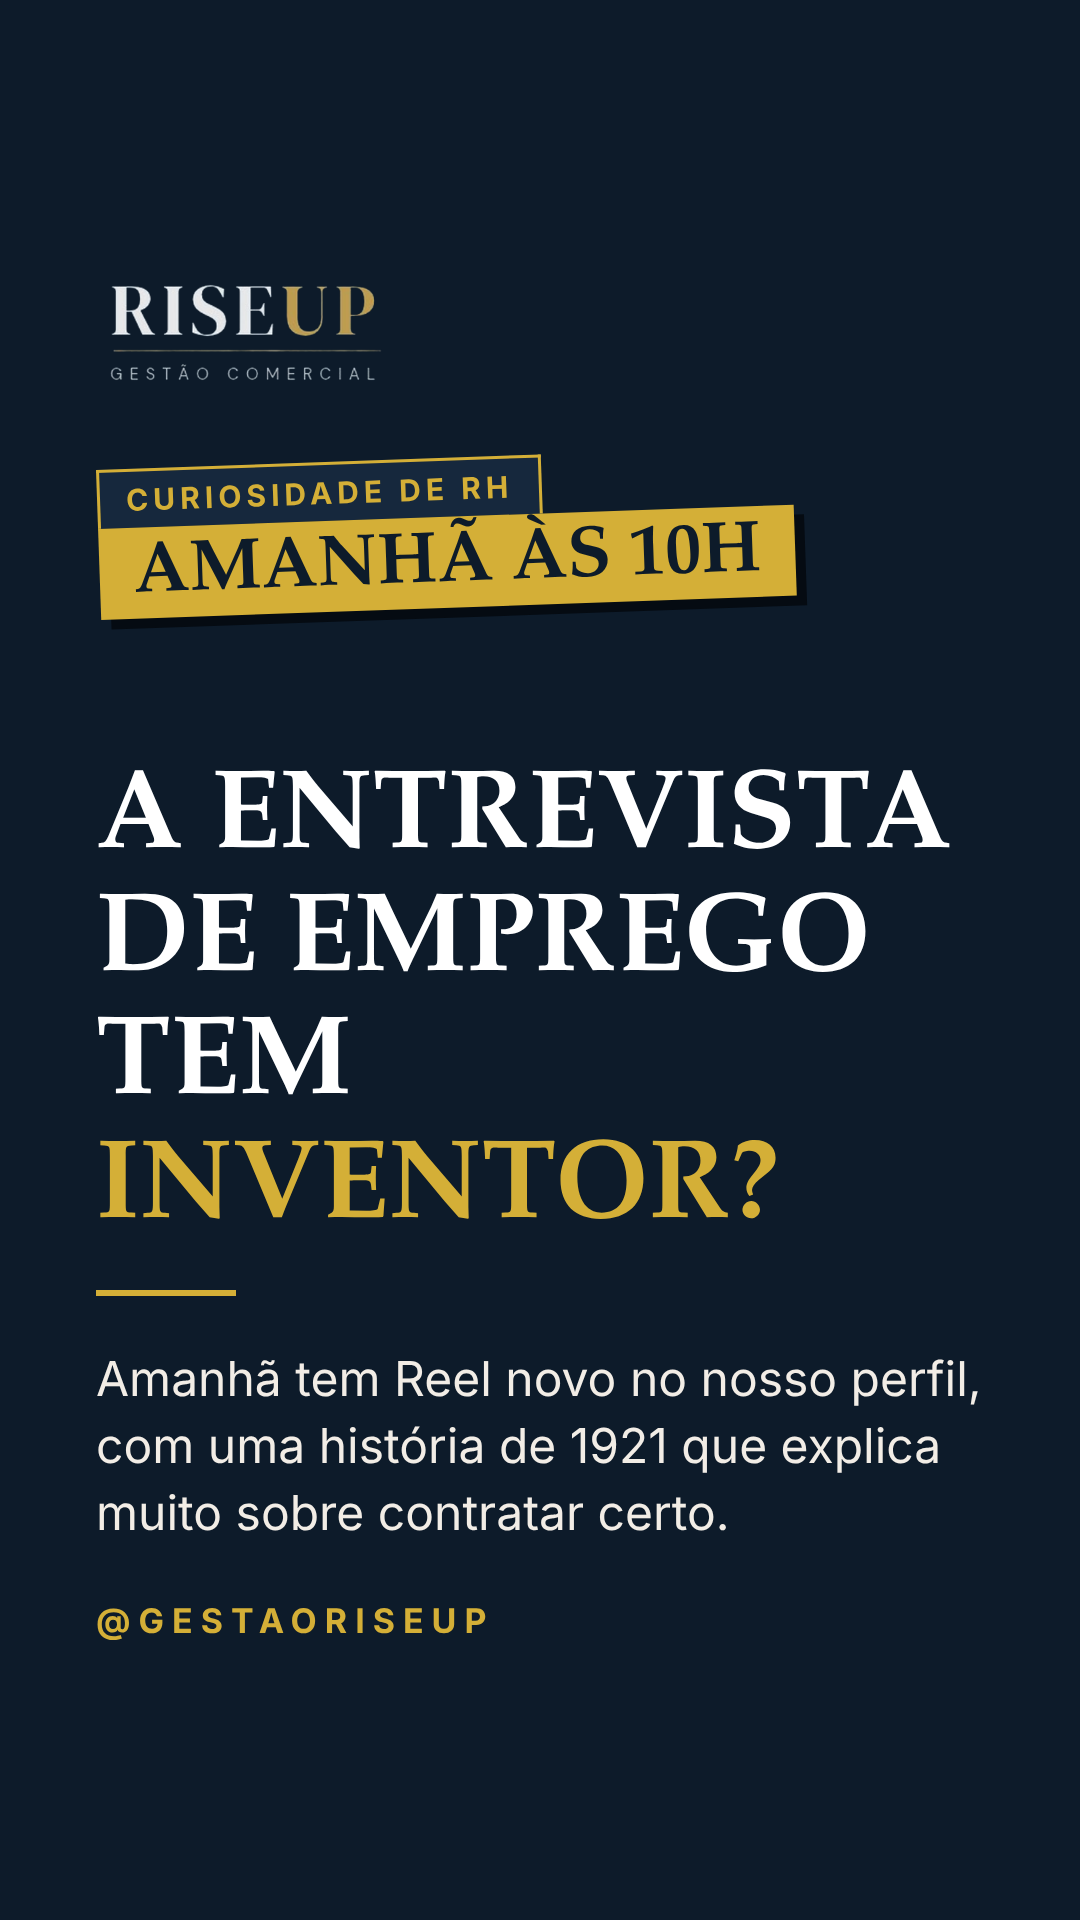 RISEUP
GESTÃO COMERCIAL
CURIOSIDADE DE RH
AMANHÃ ÀS 10H
A ENTREVISTA
DE EMPREGO
TEM
INVENTOR?
Amanhã tem Reel novo no nosso perfil,
com uma história de 1921 que explica
muito sobre contratar certo.
@GESTAORISEUP